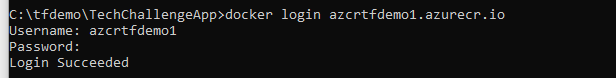 C:\tfdemo\TechChallengeApp>docker login azcrtfdemo1.azurecr.io
Username: azcrtfdemo1
Password:
Login Succeeded